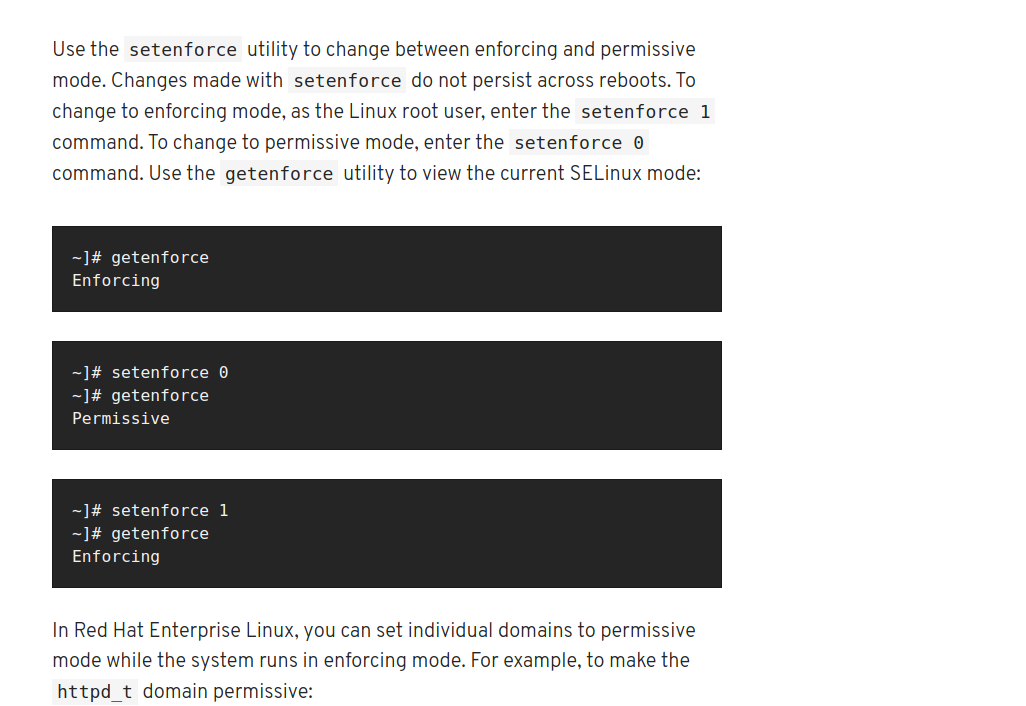 Use the setenforce utility to change between enforcing and permissive
mode. Changes made with setenforce do not persist across reboots. To
change to enforcing mode, as the Linux root user, enter the setenforce 1
command. To change to permissive mode, enter the setenforce 0
command. Use the getenforce utility to view the current SELinux mode:
~]# getenforce
Enforcing
~]# setenforce 0
~]# getenforce
Permissive
~]# setenforce 1
~]# getenforce
Enforcing
In Red Hat Enterprise Linux, you can set individual domains to permissive
mode while the system runs in enforcing mode. For example, to make the
httpd_t domain permissive: